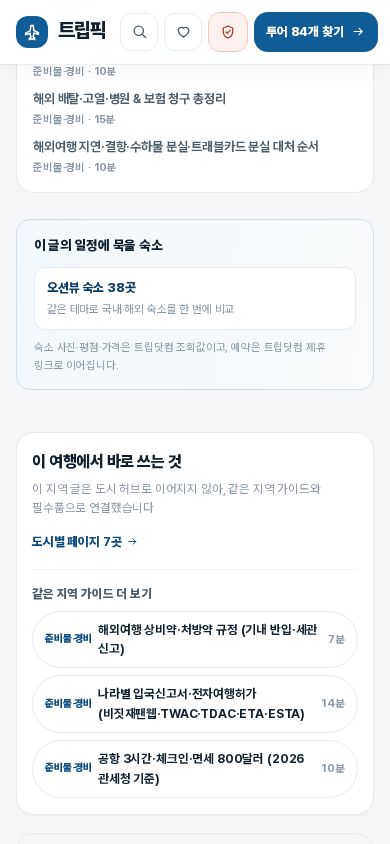 트립픽
투어 84개 찾기 →
준비물·경비 · 10분
해외 배탈·고열·병원 & 보험 청구 총정리
준비물·경비 · 15분
해외여행 지연·결항·수하물 분실·트래블카드 분실 대처 순서
준비물·경비 · 10분
이 글의 일정에 묶을 숙소
오션뷰 숙소 38곳
같은 테마로 국내·해외 숙소를 한 번에 비교
숙소 사진·평점·가격은 트립닷컴 조회값이고, 예약은 트립닷컴 제휴
링크로 이어집니다.
이 여행에서 바로 쓰는 것
이 지역 글은 도시 허브로 이어지지 않아, 같은 지역 가이드와
필수품으로 연결했습니다
도시별 페이지 7곳 →
같은 지역 가이드 더 보기
준비물·경비 해외여행 상비약·처방약 규정 (기내 반입·세관 7분
신고)
준비물·경비 나라별 입국신고서·전자여행허가 14분
(비짓재팬웹·TWAC·TDAC·ETA·ESTA)
준비물·경비 공항 3시간·체크인·면세 800달러 (2026 10분
관세청 기준)